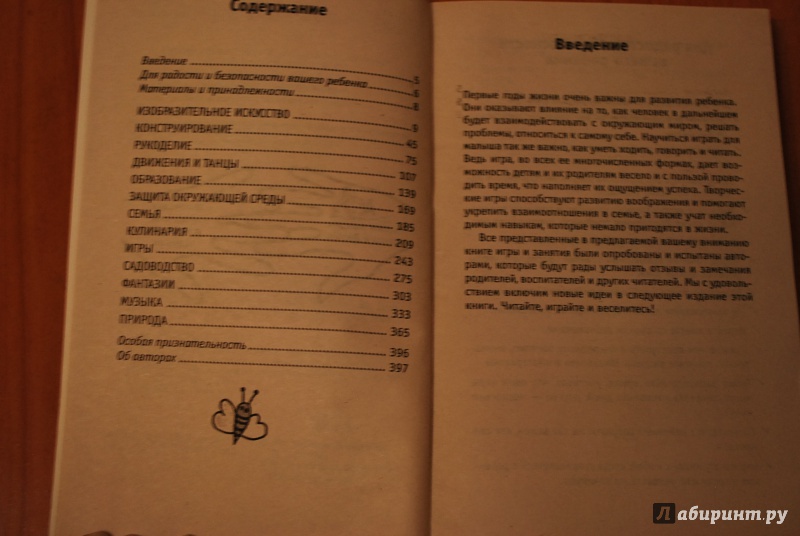 Содержание
Введение 5
Для радости и безопасности вашего ребенка 6
Материалы и принадлежности 8
ИЗОБРАЗИТЕЛЬНОЕ ИСКУССТВО 9
КОНСТРУИРОВАНИЕ 45
РУКОДЕЛИЕ 75
ДВИЖЕНИЯ И ТАНЦЫ 107
ОБРАЗОВАНИЕ 139
ЗАЩИТА ОКРУЖАЮЩЕЙ СРЕДЫ 169
СЕМЬЯ 185
КУЛИНАРИЯ 209
ИГРЫ 243
САДОВОДСТВО 275
ФАНТАЗИИ 303
МУЗЫКА 333
ПРИРОДА 365
Особая признательность 396
Об авторах 397
Введение
Первые годы жизни очень важны для развития ребенка.
Они оказывают влияние на то, как человек в дальнейшем
будет взаимодействовать с окружающим миром, решать
проблемы, относиться к самому себе. Научиться играть для
малыша так же важно, как уметь ходить, говорить и читать.
Ведь игра, во всех ее многочисленных формах, дает воз-
можность детям и их родителям весело и с пользой прово-
дить время, что наполняет их ощущением успеха. Творчес-
кие игры способствуют развитию воображения и помогают
укрепить взаимоотношения в семье, а также учат необхо-
димым навыкам, которые немало пригодятся в жизни.
Все представленные в предлагаемой вашему вниманию
книге игры и занятия были опробованы и испытаны авто-
рами, которые будут рады услышать отзывы и замечания
родителей, воспитателей и других читателей. Мы с удоволь-
ствием включим новые идеи в следующее издание этой
книги. Читайте, играйте и веселитесь!
Лабиринт.ру